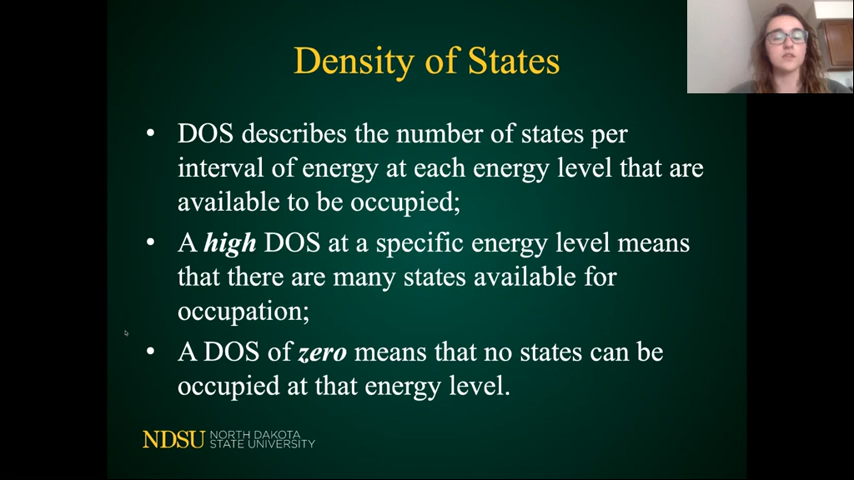 Density of States
• DOS describes the number of states per
interval of energy at each energy level that are
available to be occupied;
• A high DOS at a specific energy level means
that there are many states available for
occupation;
• A DOS of zero means that no states can be
occupied at that energy level.
NDSU NORTH DAKOTA
STATE UNIVERSITY